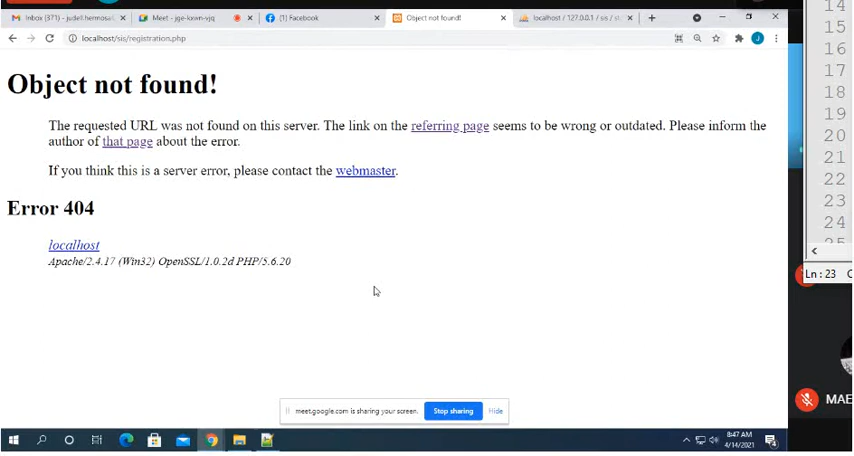 Inbox (371) - judell.hermosa
Meet - jge-ixwn-vjq
(1) Facebook
Object not found!
localhost / 127.0.0.1 / sis /
localhost/sis/registration.php
Object not found!
The requested URL was not found on this server. The link on the referring page seems to be wrong or outdated. Please inform the
author of that page about the error.
If you think this is a server error, please contact the webmaster.
Error 404
localhost
Apache/2.4.17 (Win32) OpenSSL/1.0.2d PHP/5.6.20
meet.google.com is sharing your screen.
Stop sharing
Hide
8:47 AM
4/14/2021
14
15
16
17
18
19
20
21
22
23
24
Ln : 23
MAE